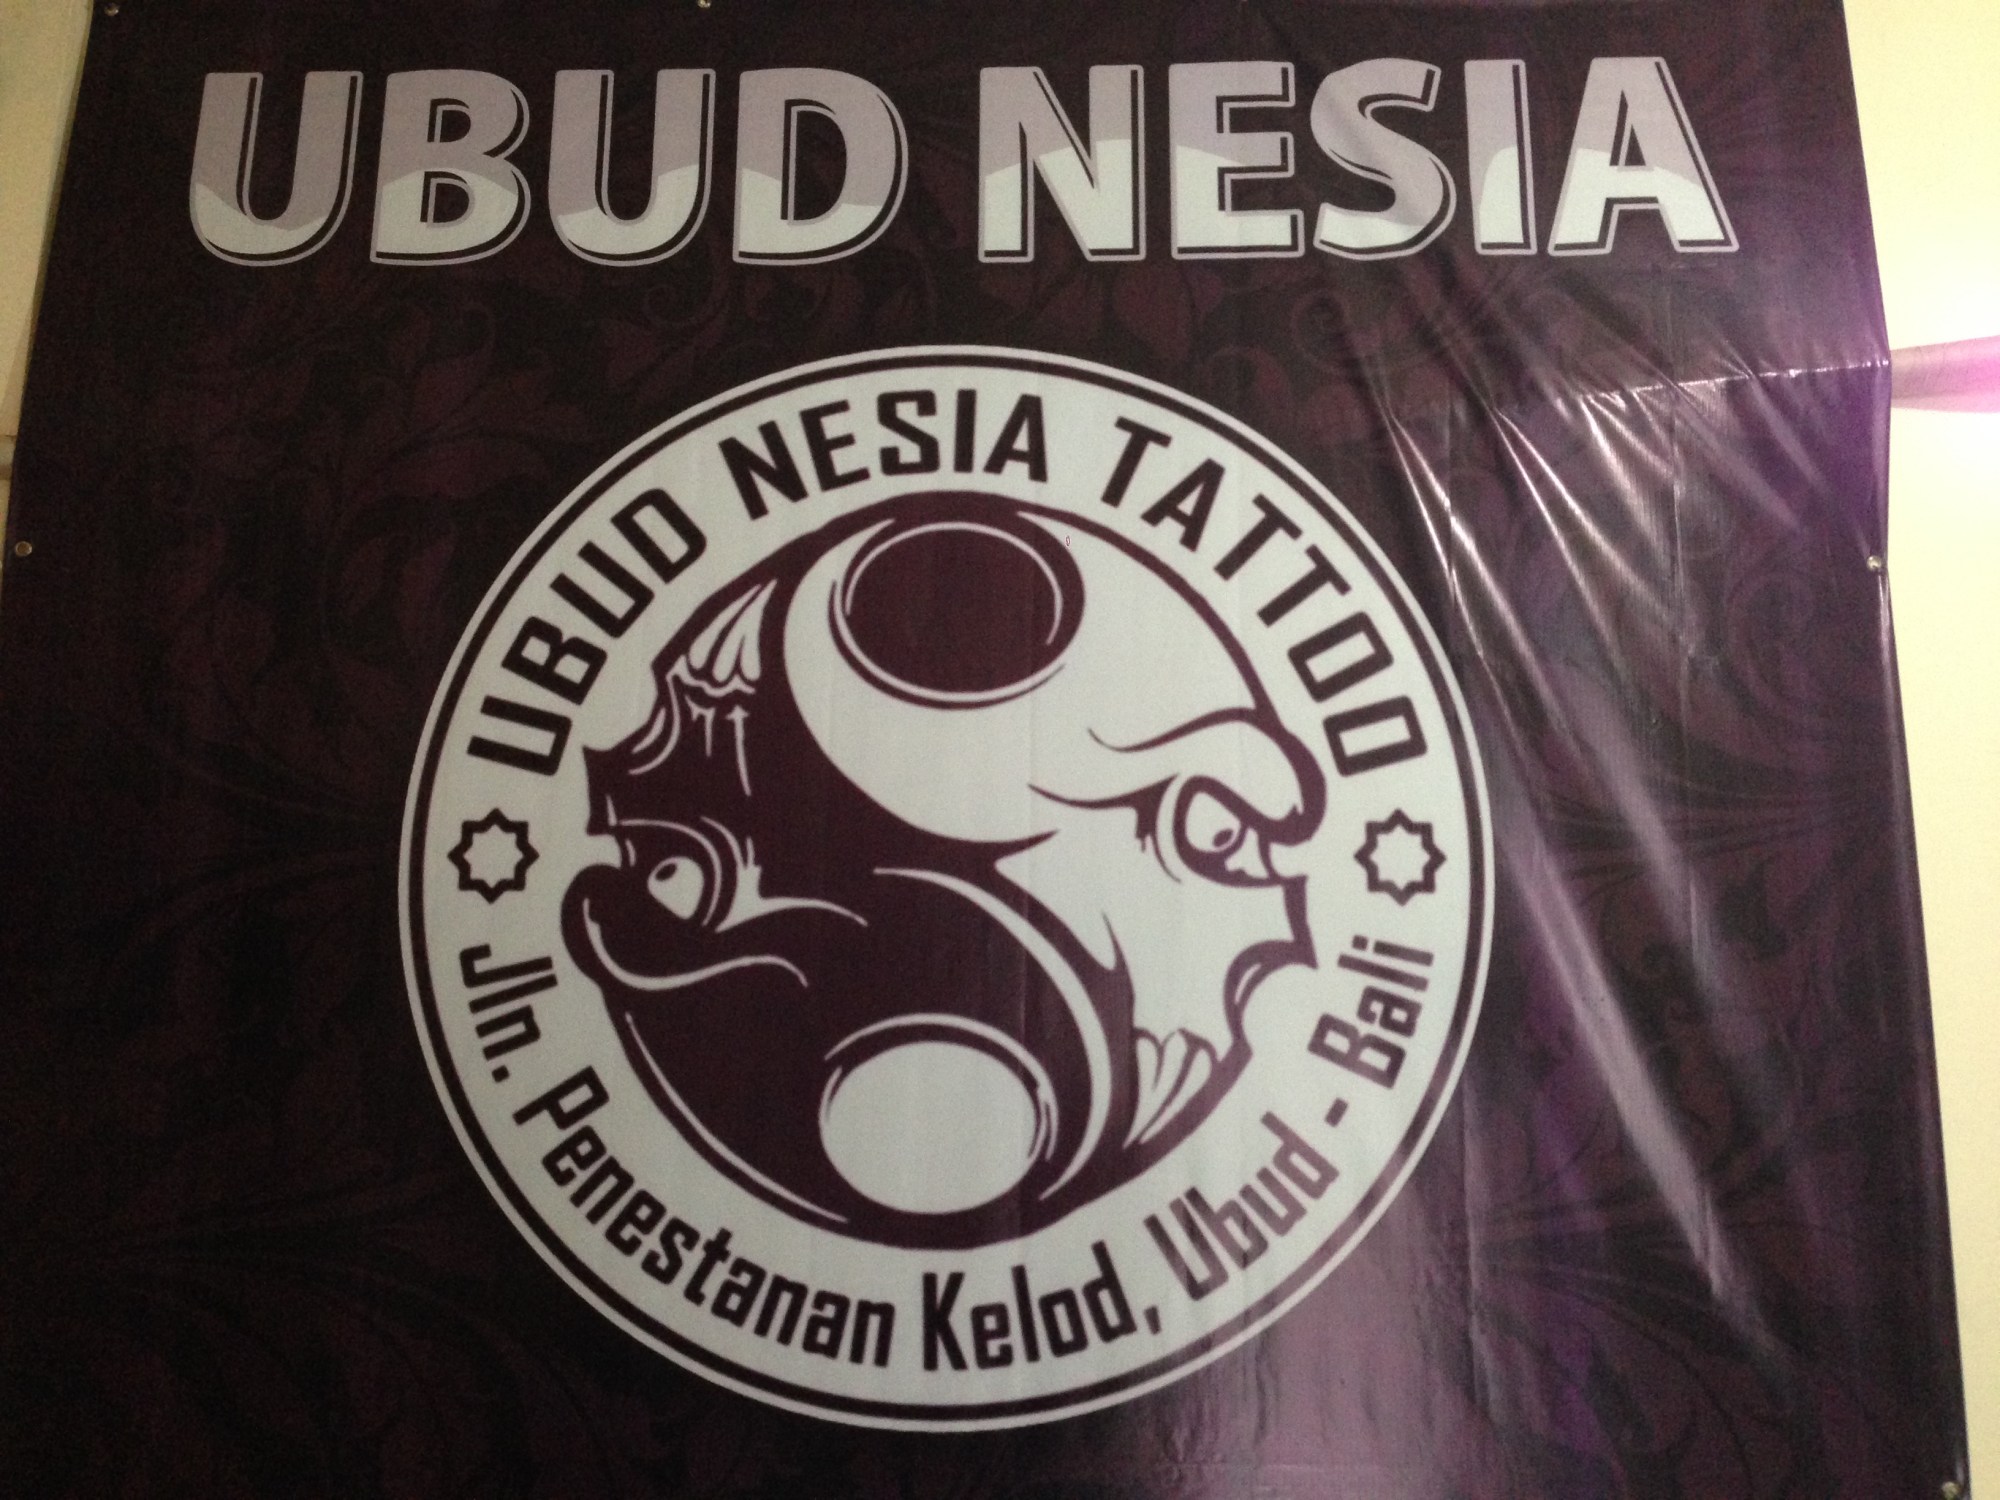 UBUD NESIA
UBUD NESIA TATTOO
Jln. Penestanan Kelod, Ubud - Bali